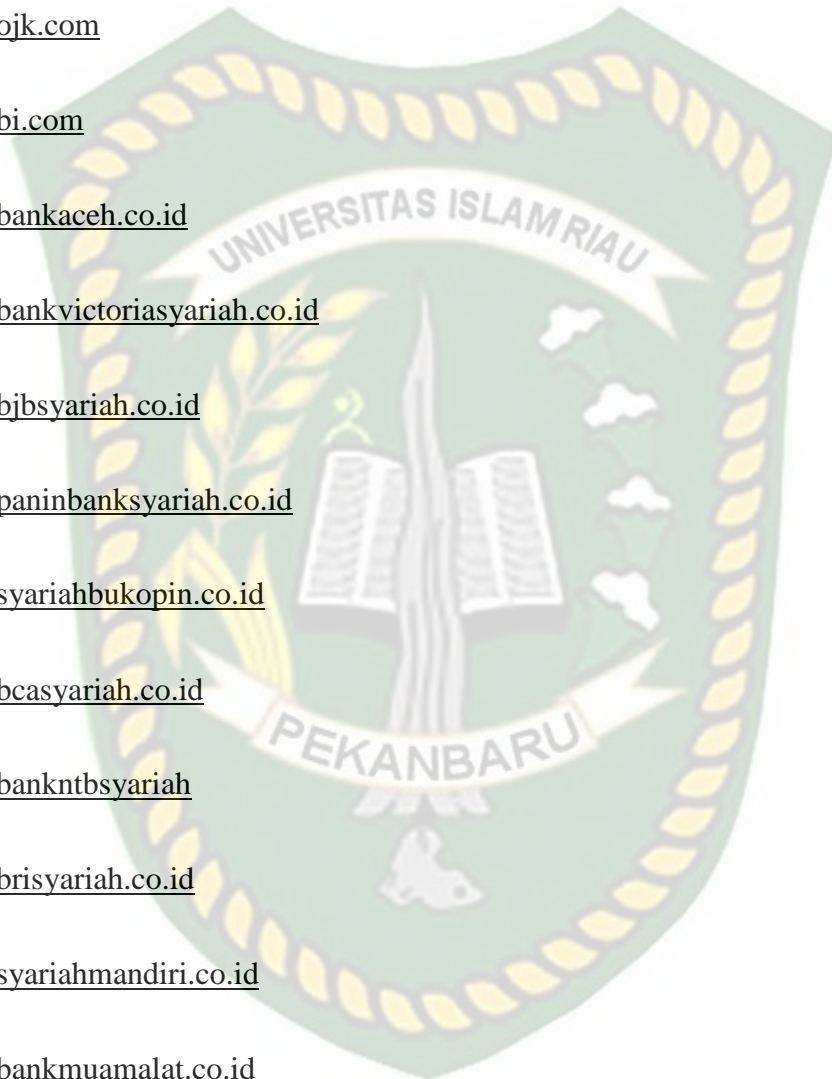 ojk.com
bi.com
bankaceh.co.id
UNIVERSITAS ISLAM RIAU
bankvictoriasyariah.co.id
bjbsyariah.co.id
paninbanksyariah.co.id
syariahbukopin.co.id
bcasyariah.co.id
PEKANBARU
bankntbsyariah
brisyariah.co.id
syariahmandiri.co.id
bankmuamalat.co.id